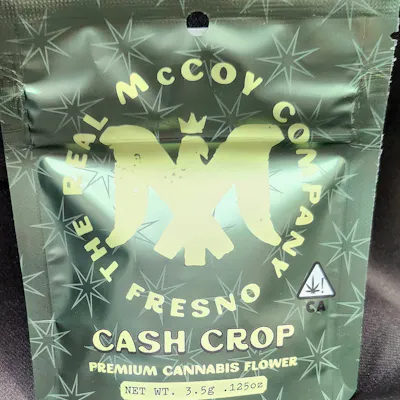 THE REAL McCOY COMPANY
FRESNO
CA
CASH CROP
PREMIUM CANNABIS FLOWER
NET WT. 3.5g .125oz